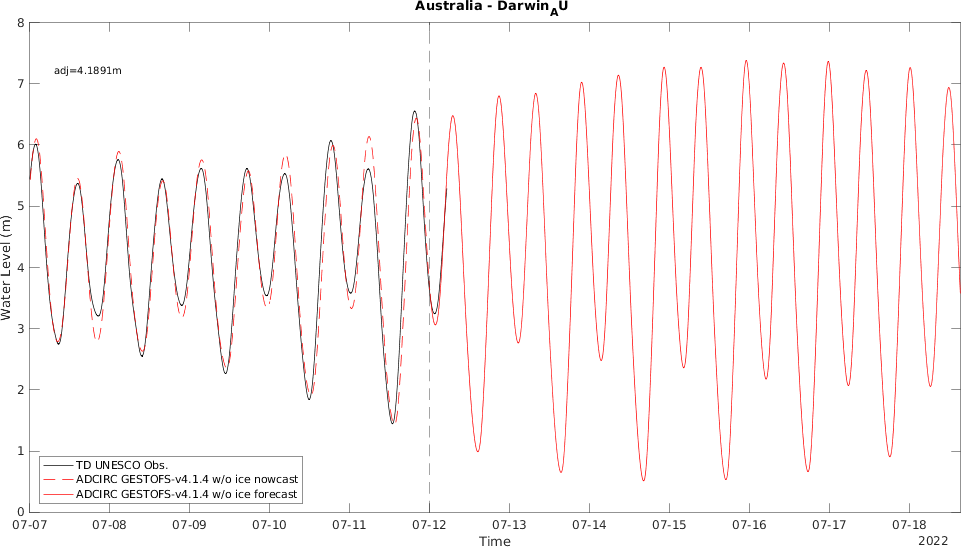 Australia - Darwin_AU
8
7
6
5
4
3
2
1
0
adj=4.1891m
Water Level (m)
TD UNESCO Obs.
ADCIRC GESTOFS-v4.1.4 w/o ice nowcast
ADCIRC GESTOFS-v4.1.4 w/o ice forecast
07-07 07-08 07-09 07-10 07-11 07-12 07-13 07-14 07-15 07-16 07-17 07-18
Time
2022